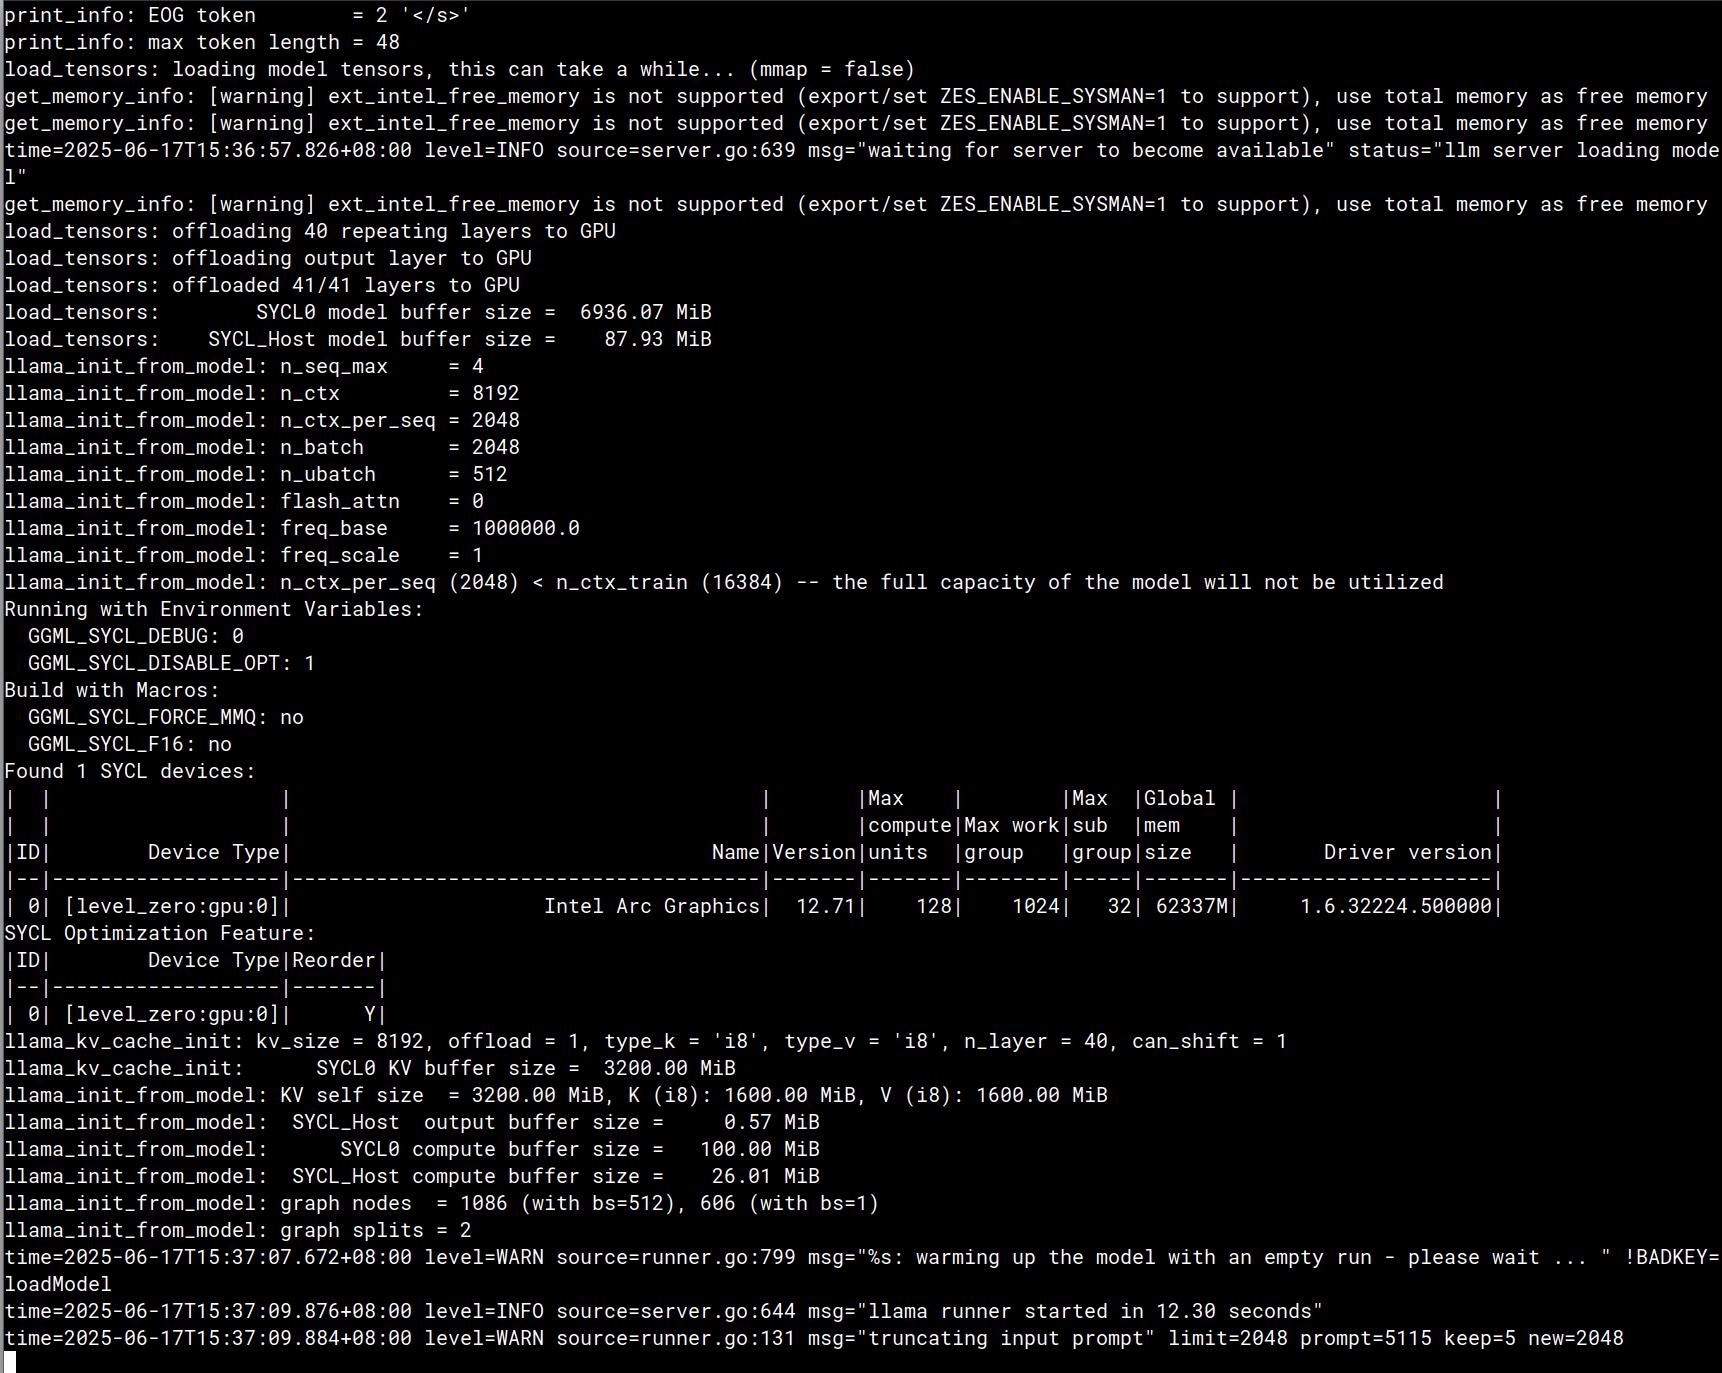 print_info: EOG token        = 2 '</s>'
print_info: max token length = 48
load_tensors: loading model tensors, this can take a while... (mmap = false)
get_memory_info: [warning] ext_intel_free_memory is not supported (export/set ZES_ENABLE_SYSMAN=1 to support), use total memory as free memory
get_memory_info: [warning] ext_intel_free_memory is not supported (export/set ZES_ENABLE_SYSMAN=1 to support), use total memory as free memory
time=2025-06-17T15:36:57.826+08:00 level=INFO source=server.go:639 msg="waiting for server to become available" status="llm server loading mode
l"
get_memory_info: [warning] ext_intel_free_memory is not supported (export/set ZES_ENABLE_SYSMAN=1 to support), use total memory as free memory
load_tensors: offloading 40 repeating layers to GPU
load_tensors: offloading output layer to GPU
load_tensors: offloaded 41/41 layers to GPU
load_tensors:        SYCL0 model buffer size =  6936.07 MiB
load_tensors:    SYCL_Host model buffer size =    87.93 MiB
llama_init_from_model: n_seq_max     = 4
llama_init_from_model: n_ctx         = 8192
llama_init_from_model: n_ctx_per_seq = 2048
llama_init_from_model: n_batch       = 2048
llama_init_from_model: n_ubatch      = 512
llama_init_from_model: flash_attn    = 0
llama_init_from_model: freq_base     = 1000000.0
llama_init_from_model: freq_scale    = 1
llama_init_from_model: n_ctx_per_seq (2048) < n_ctx_train (16384) -- the full capacity of the model will not be utilized
Running with Environment Variables:
  GGML_SYCL_DEBUG: 0
  GGML_SYCL_DISABLE_OPT: 1
Build with Macros:
  GGML_SYCL_FORCE_MMQ: no
  GGML_SYCL_F16: no
Found 1 SYCL devices:
|  |                   |                                       |       |Max    |        |Max  |Global |                     |
|  |                   |                                       |       |compute|Max work|sub  |mem    |                     |
|ID|        Device Type|                                   Name|Version|units  |group   |group|size   |       Driver version|
|--|-------------------|---------------------------------------|-------|-------|--------|-----|-------|---------------------|
| 0| [level_zero:gpu:0]|                     Intel Arc Graphics|  12.71|    128|    1024|   32| 62337M|     1.6.32224.500000|
SYCL Optimization Feature:
|ID|        Device Type|Reorder|
|--|-------------------|-------|
| 0| [level_zero:gpu:0]|      Y|
llama_kv_cache_init: kv_size = 8192, offload = 1, type_k = 'i8', type_v = 'i8', n_layer = 40, can_shift = 1
llama_kv_cache_init:      SYCL0 KV buffer size =  3200.00 MiB
llama_init_from_model: KV self size  = 3200.00 MiB, K (i8): 1600.00 MiB, V (i8): 1600.00 MiB
llama_init_from_model:  SYCL_Host  output buffer size =     0.57 MiB
llama_init_from_model:      SYCL0 compute buffer size =   100.00 MiB
llama_init_from_model:  SYCL_Host compute buffer size =    26.01 MiB
llama_init_from_model: graph nodes  = 1086 (with bs=512), 606 (with bs=1)
llama_init_from_model: graph splits = 2
time=2025-06-17T15:37:07.672+08:00 level=WARN source=runner.go:799 msg="%s: warming up the model with an empty run - please wait ... " !BADKEY=
loadModel
time=2025-06-17T15:37:09.876+08:00 level=INFO source=server.go:644 msg="llama runner started in 12.30 seconds"
time=2025-06-17T15:37:09.884+08:00 level=WARN source=runner.go:131 msg="truncating input prompt" limit=2048 prompt=5115 keep=5 new=2048